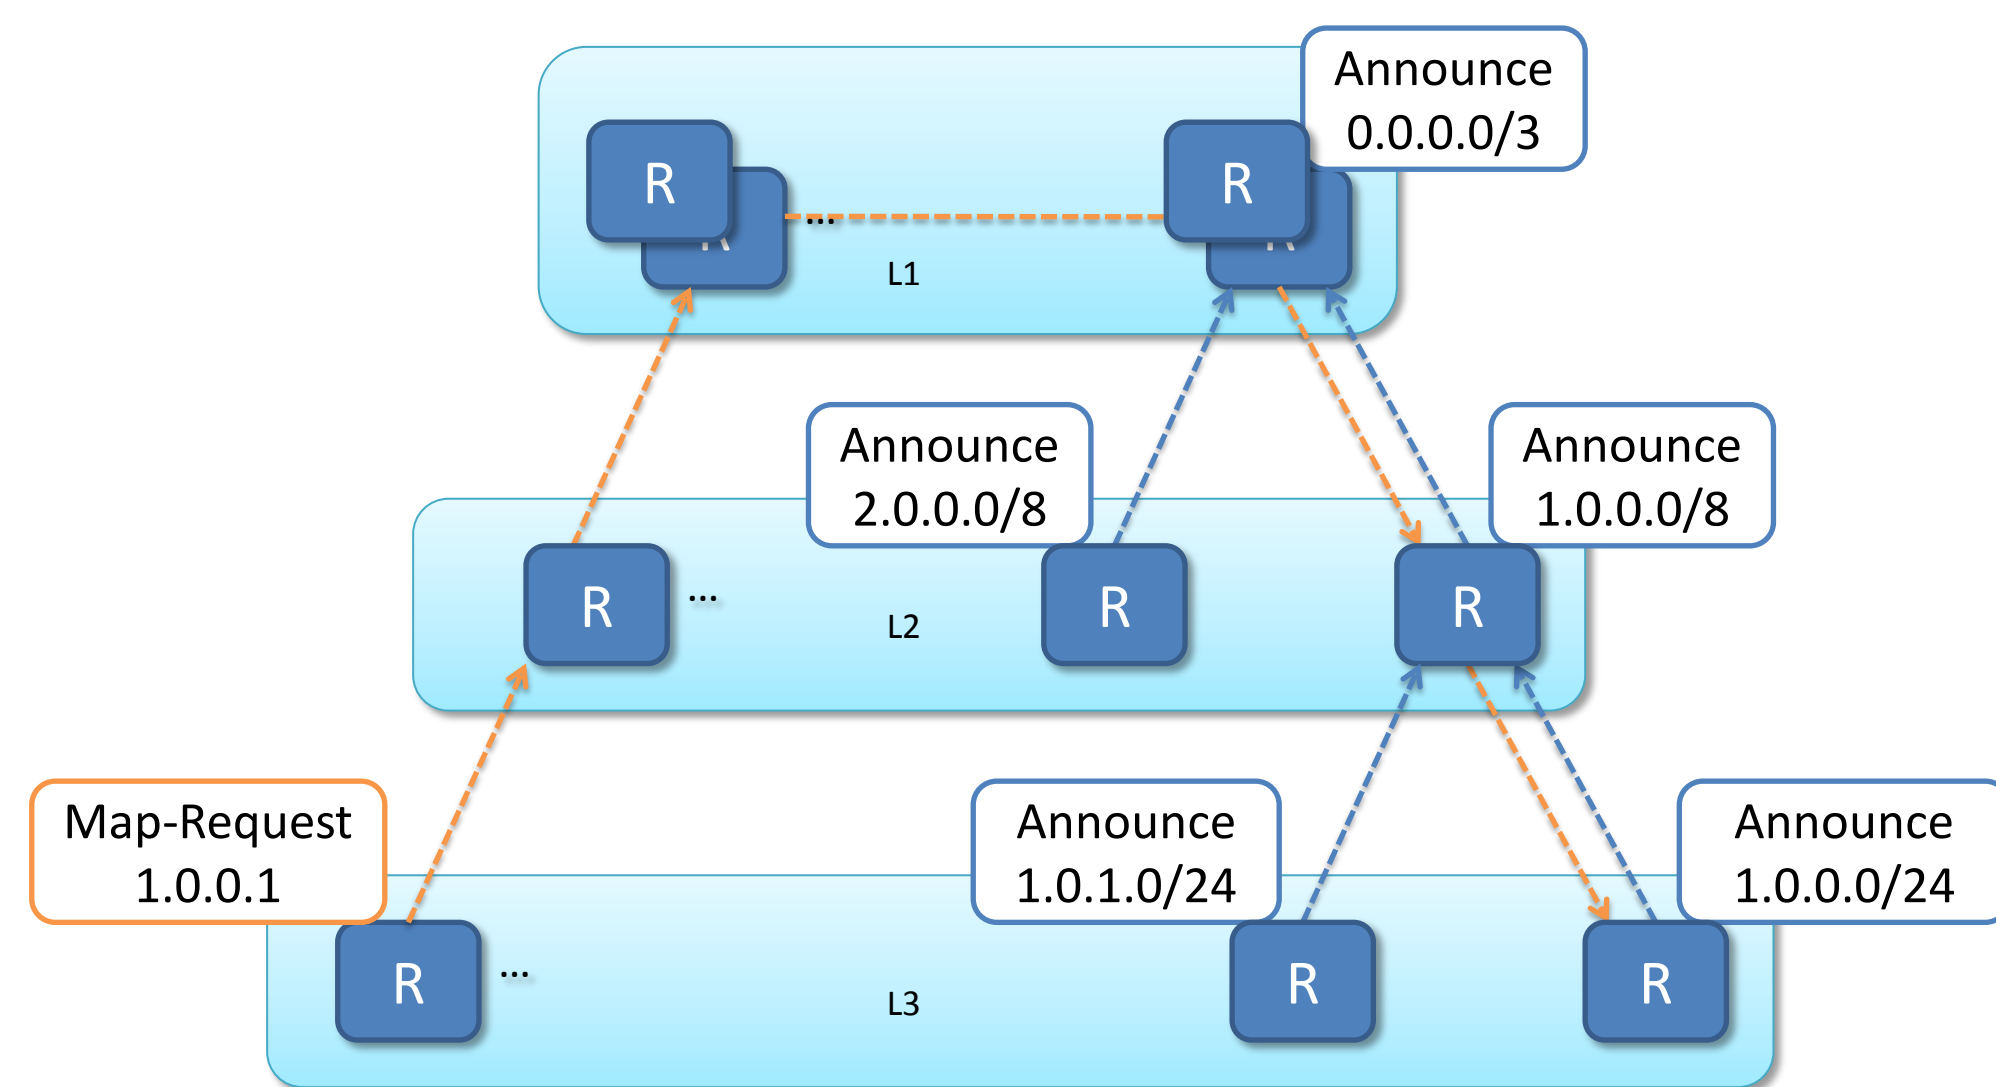 Announce
0.0.0.0/3
R
R
R
R
...
L1
Announce
2.0.0.0/8
Announce
1.0.0.0/8
R
...
L2
R
R
Map-Request
1.0.0.1
Announce
1.0.1.0/24
Announce
1.0.0.0/24
R
...
L3
R
R